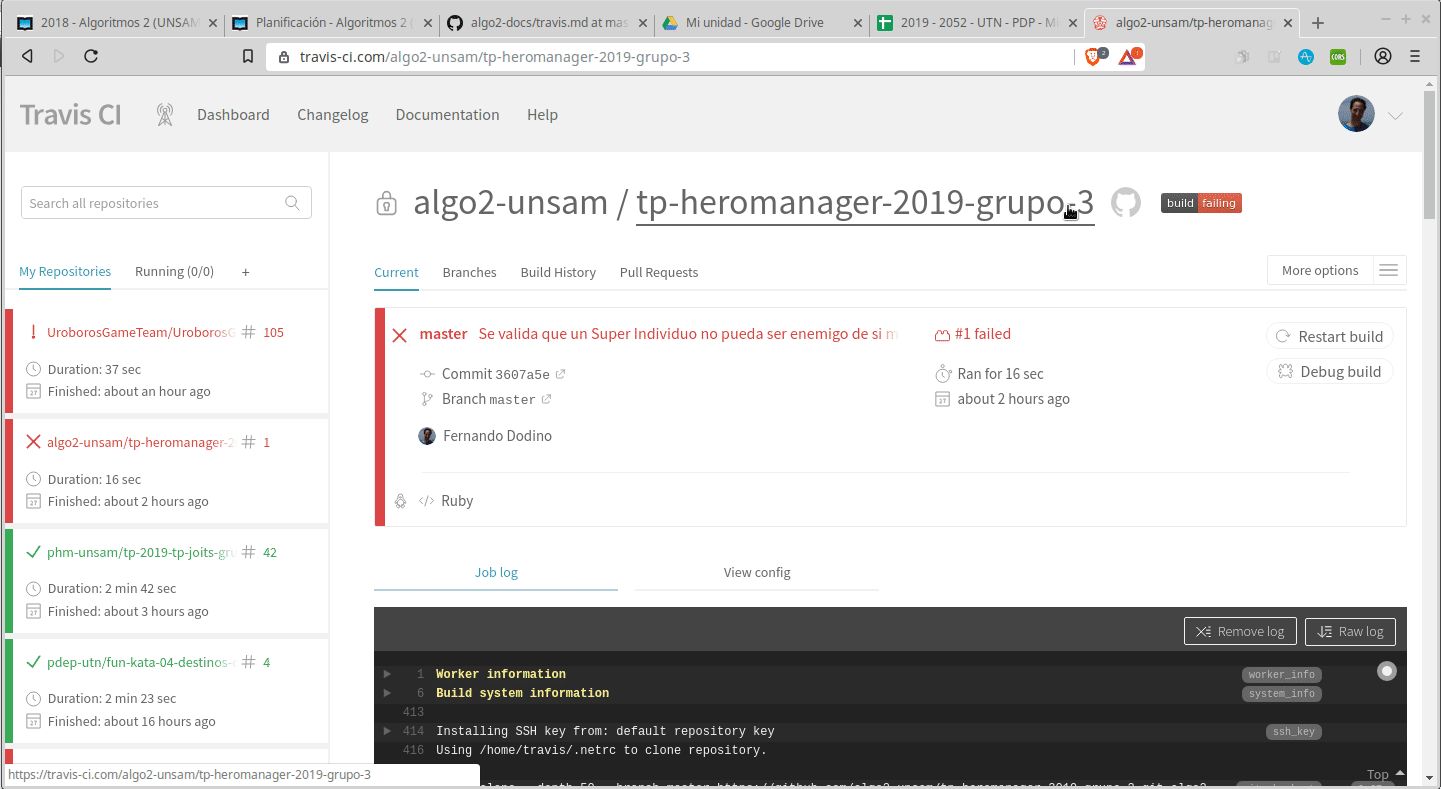 2018 - Algoritmos 2 (UNSAM
Planificación - Algoritmos 2 (
algo2-docs/travis.md at mas
Mi unidad - Google Drive
2019 - 2052 - UTN - PDP - Mi
algo2-unsam/tp-heromanag
travis-ci.com/algo2-unsam/tp-heromanager-2019-grupo-3
2
1
CORS
Travis CI
Dashboard
Changelog
Documentation
Help
Search all repositories
My Repositories
Running (0/0)
+
UroborosGameTeam/UroborosG # 105
Duration: 37 sec
Finished: about an hour ago
algo2-unsam/tp-heromanager-2 # 1
Duration: 16 sec
Finished: about 2 hours ago
phm-unsam/tp-2019-tp-joits-gru # 42
Duration: 2 min 42 sec
Finished: about 3 hours ago
pdep-utn/fun-kata-04-destinos- # 4
Duration: 2 min 23 sec
Finished: about 16 hours ago
https://travis-ci.com/algo2-unsam/tp-heromanager-2019-grupo-3
algo2-unsam / tp-heromanager-2019-grupo-3
build failing
Current
Branches
Build History
Pull Requests
More options
master Se valida que un Super Individuo no pueda ser enemigo de si m
Commit 3607a5e
Branch master
Fernando Dodino
#1 failed
Ran for 16 sec
about 2 hours ago
Restart build
Debug build
Ruby
Job log
View config
Remove log
Raw log
1 Worker information worker_info
6 Build system information system_info
413
414 Installing SSH key from: default repository key ssh_key
416 Using /home/travis/.netrc to clone repository.
Top